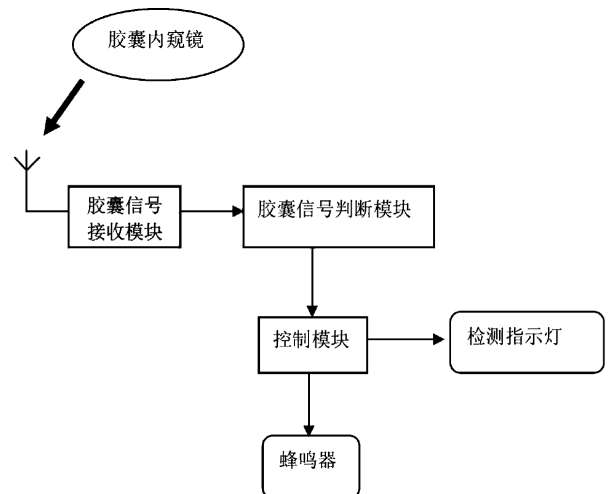 胶囊内窥镜
胶囊信号
接收模块
胶囊信号判断模块
控制模块
检测指示灯
蜂鸣器